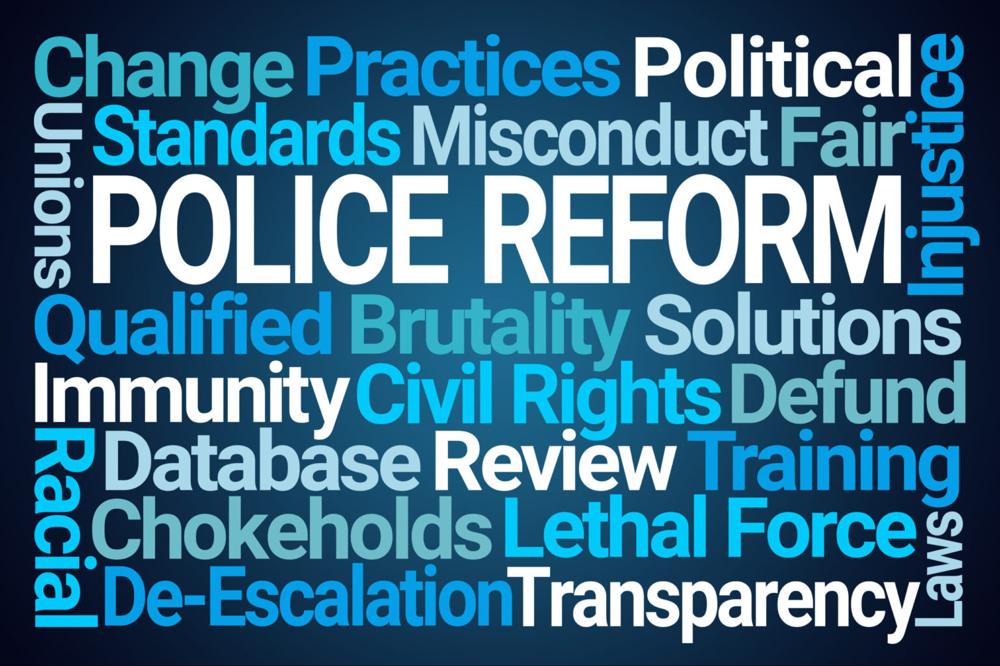 Change Practices Political
Injustice
Unions
Standards Misconduct Fair
POLICE REFORM
Qualified Brutality Solutions
Immunity Civil Rights Defund
Racial
Database Review Training
Chokeholds Lethal Force
Laws
De-Escalation Transparency